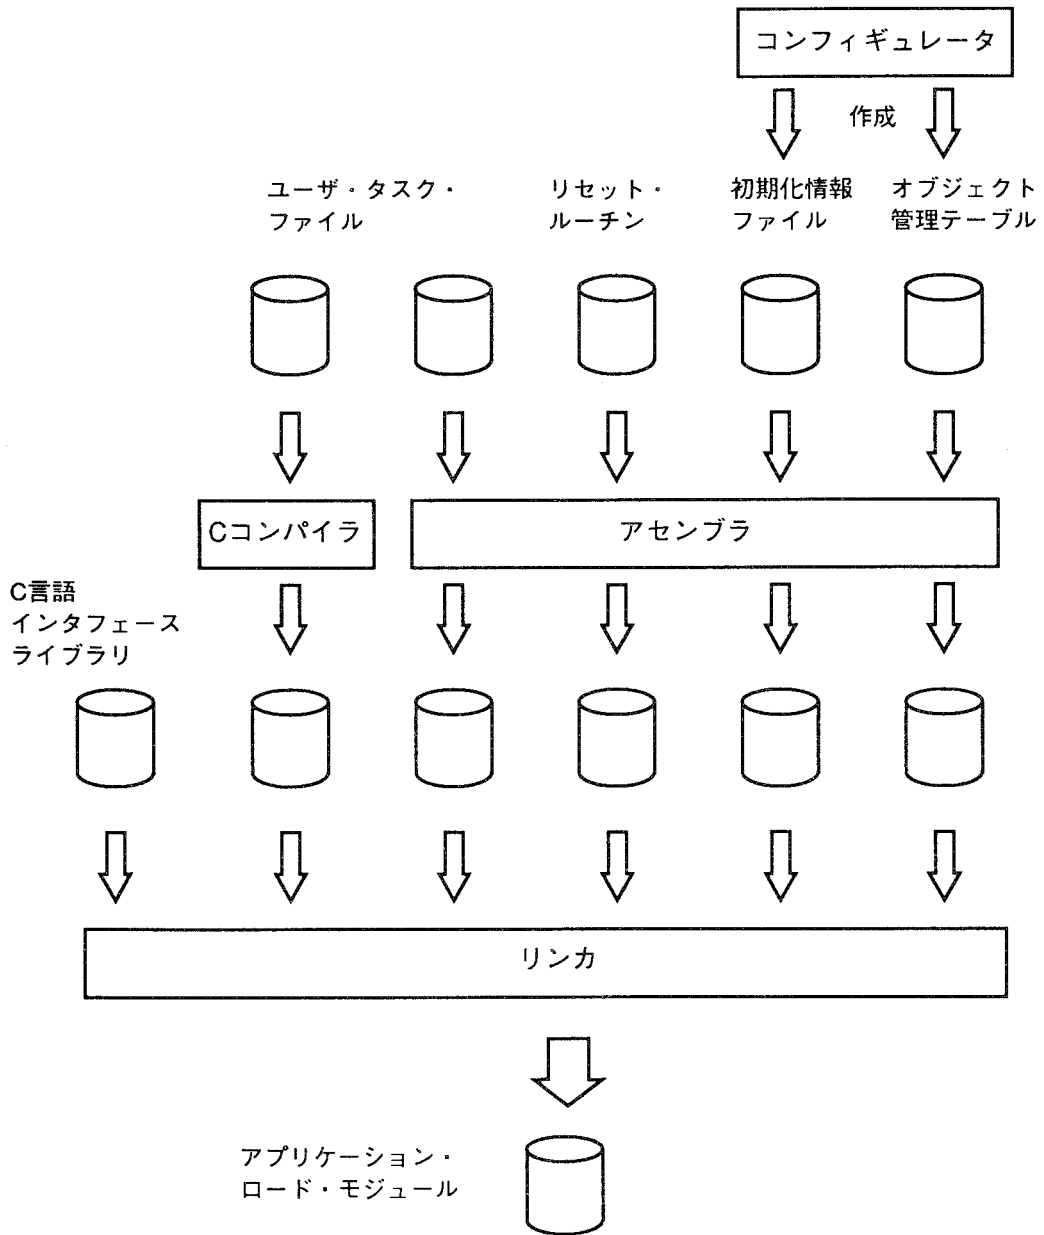 コンフィギュレータ
作成
ユーザ・タスク・
ファイル
リセット・
ルーチン
初期化情報
ファイル
オブジェクト
管理テーブル
Cコンパイラ
アセンブラ
C言語
インタフェース
ライブラリ
リンカ
アプリケーション・
ロード・モジュール